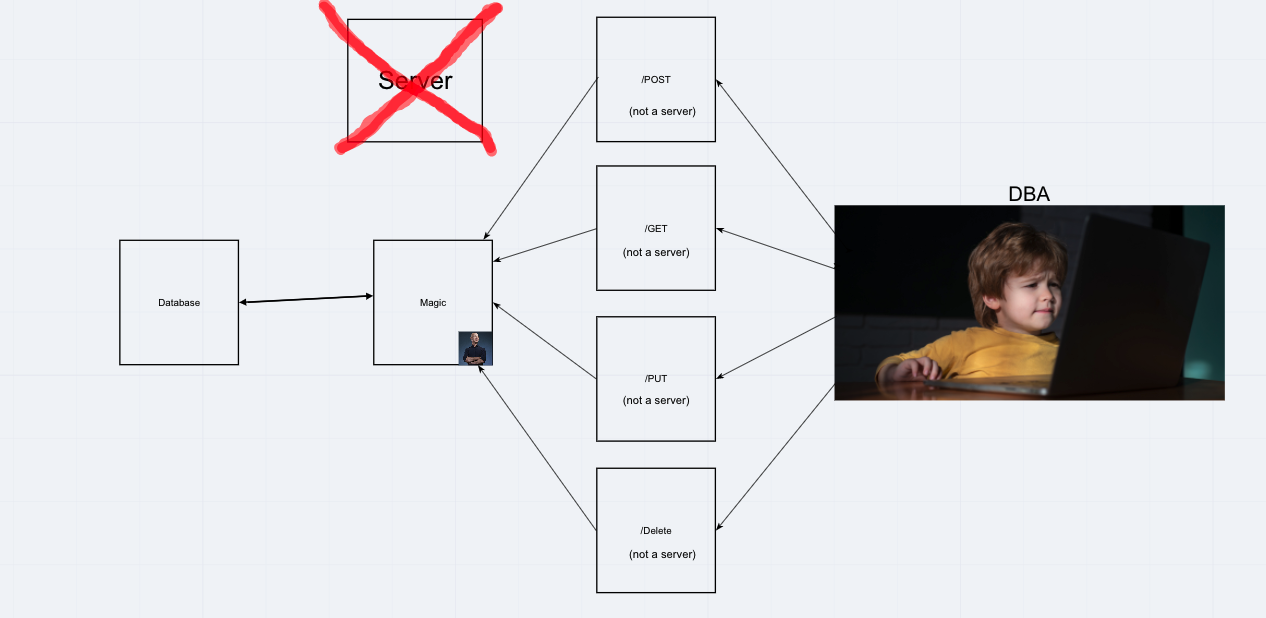 Server
/POST
(not a server)
DBA
/GET
(not a server)
Database
Magic
/PUT
(not a server)
/Delete
(not a server)